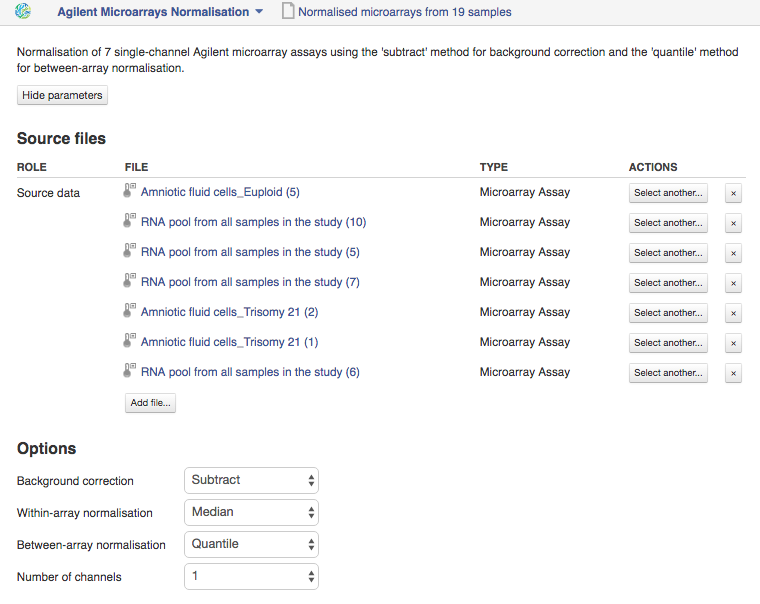 Agilent Microarrays Normalisation Normalised microarrays from 19 samples
Normalisation of 7 single-channel Agilent microarray assays using the 'subtract' method for background correction and the 'quantile' method
for between-array normalisation.
Hide parameters
Source files
ROLE FILE TYPE ACTIONS
Source data Amniotic fluid cells_Euploid (5) Microarray Assay Select another... ×
RNA pool from all samples in the study (10) Microarray Assay Select another... ×
RNA pool from all samples in the study (5) Microarray Assay Select another... ×
RNA pool from all samples in the study (7) Microarray Assay Select another... ×
Amniotic fluid cells_Trisomy 21 (2) Microarray Assay Select another... ×
Amniotic fluid cells_Trisomy 21 (1) Microarray Assay Select another... ×
RNA pool from all samples in the study (6) Microarray Assay Select another... ×
Add file...
Options
Background correction Subtract
Within-array normalisation Median
Between-array normalisation Quantile
Number of channels 1